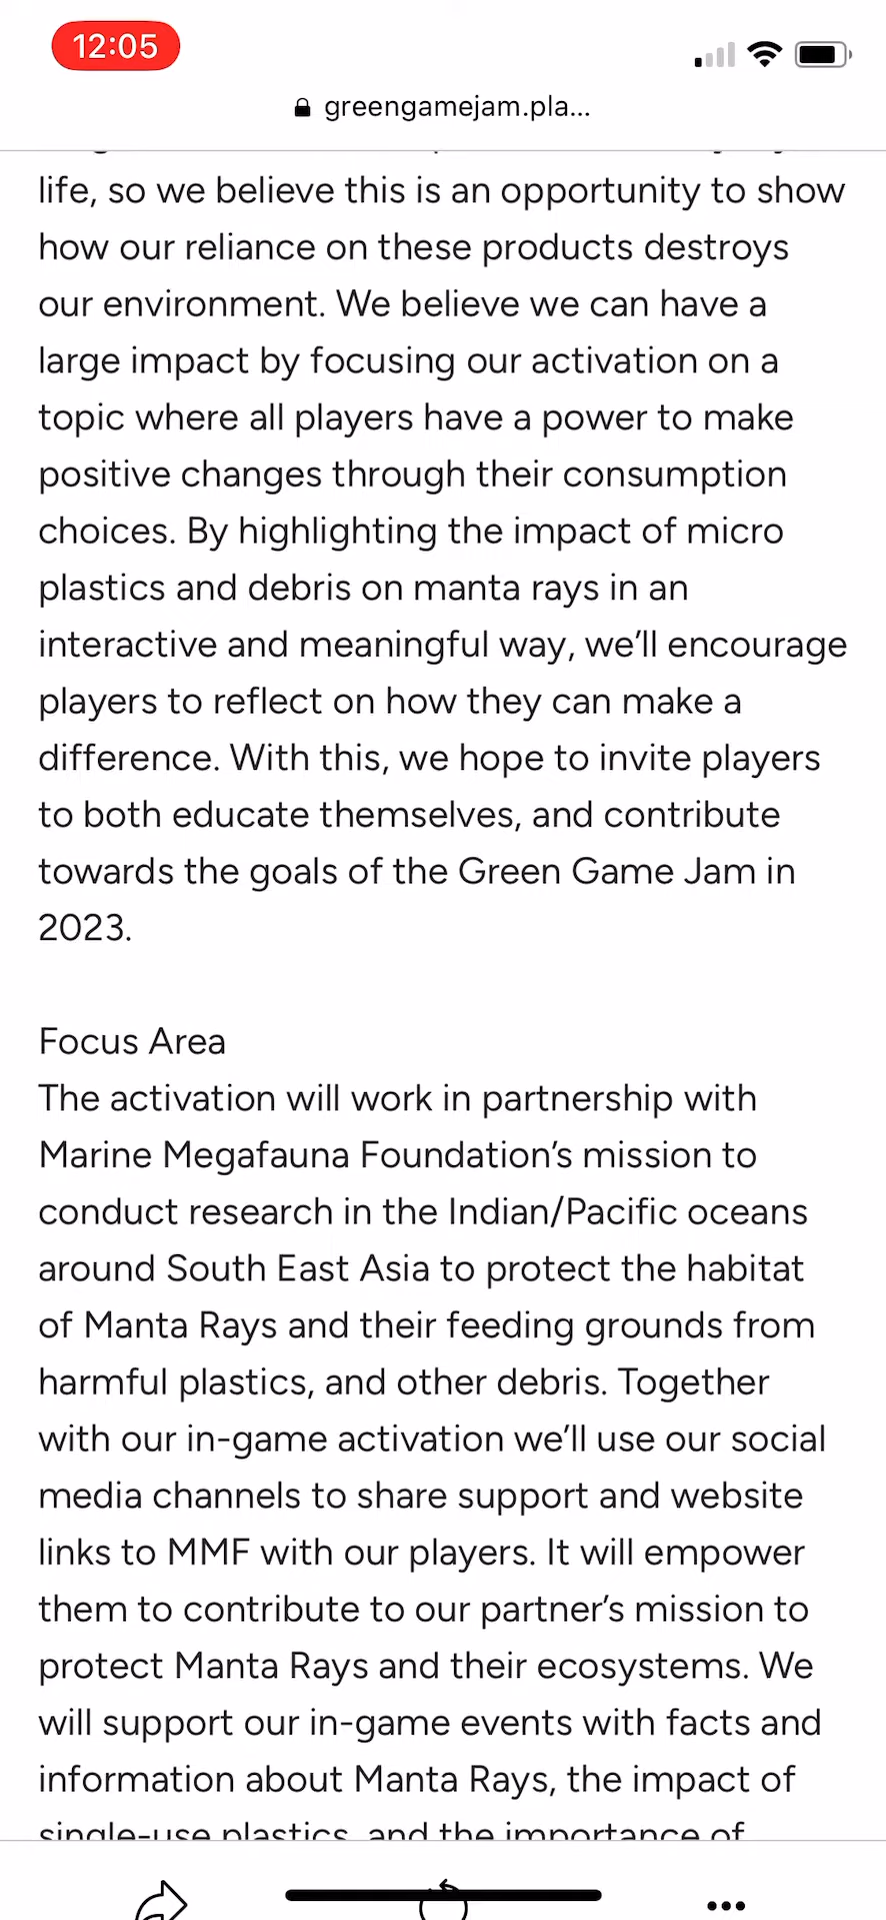 12:05
greengamejam.pla...
life, so we believe this is an opportunity to show
how our reliance on these products destroys
our environment. We believe we can have a
large impact by focusing our activation on a
topic where all players have a power to make
positive changes through their consumption
choices. By highlighting the impact of micro
plastics and debris on manta rays in an
interactive and meaningful way, we’ll encourage
players to reflect on how they can make a
difference. With this, we hope to invite players
to both educate themselves, and contribute
towards the goals of the Green Game Jam in
2023.
Focus Area
The activation will work in partnership with
Marine Megafauna Foundation’s mission to
conduct research in the Indian/Pacific oceans
around South East Asia to protect the habitat
of Manta Rays and their feeding grounds from
harmful plastics, and other debris. Together
with our in-game activation we’ll use our social
media channels to share support and website
links to MMF with our players. It will empower
them to contribute to our partner’s mission to
protect Manta Rays and their ecosystems. We
will support our in-game events with facts and
information about Manta Rays, the impact of
single-use plastics, and the importance of